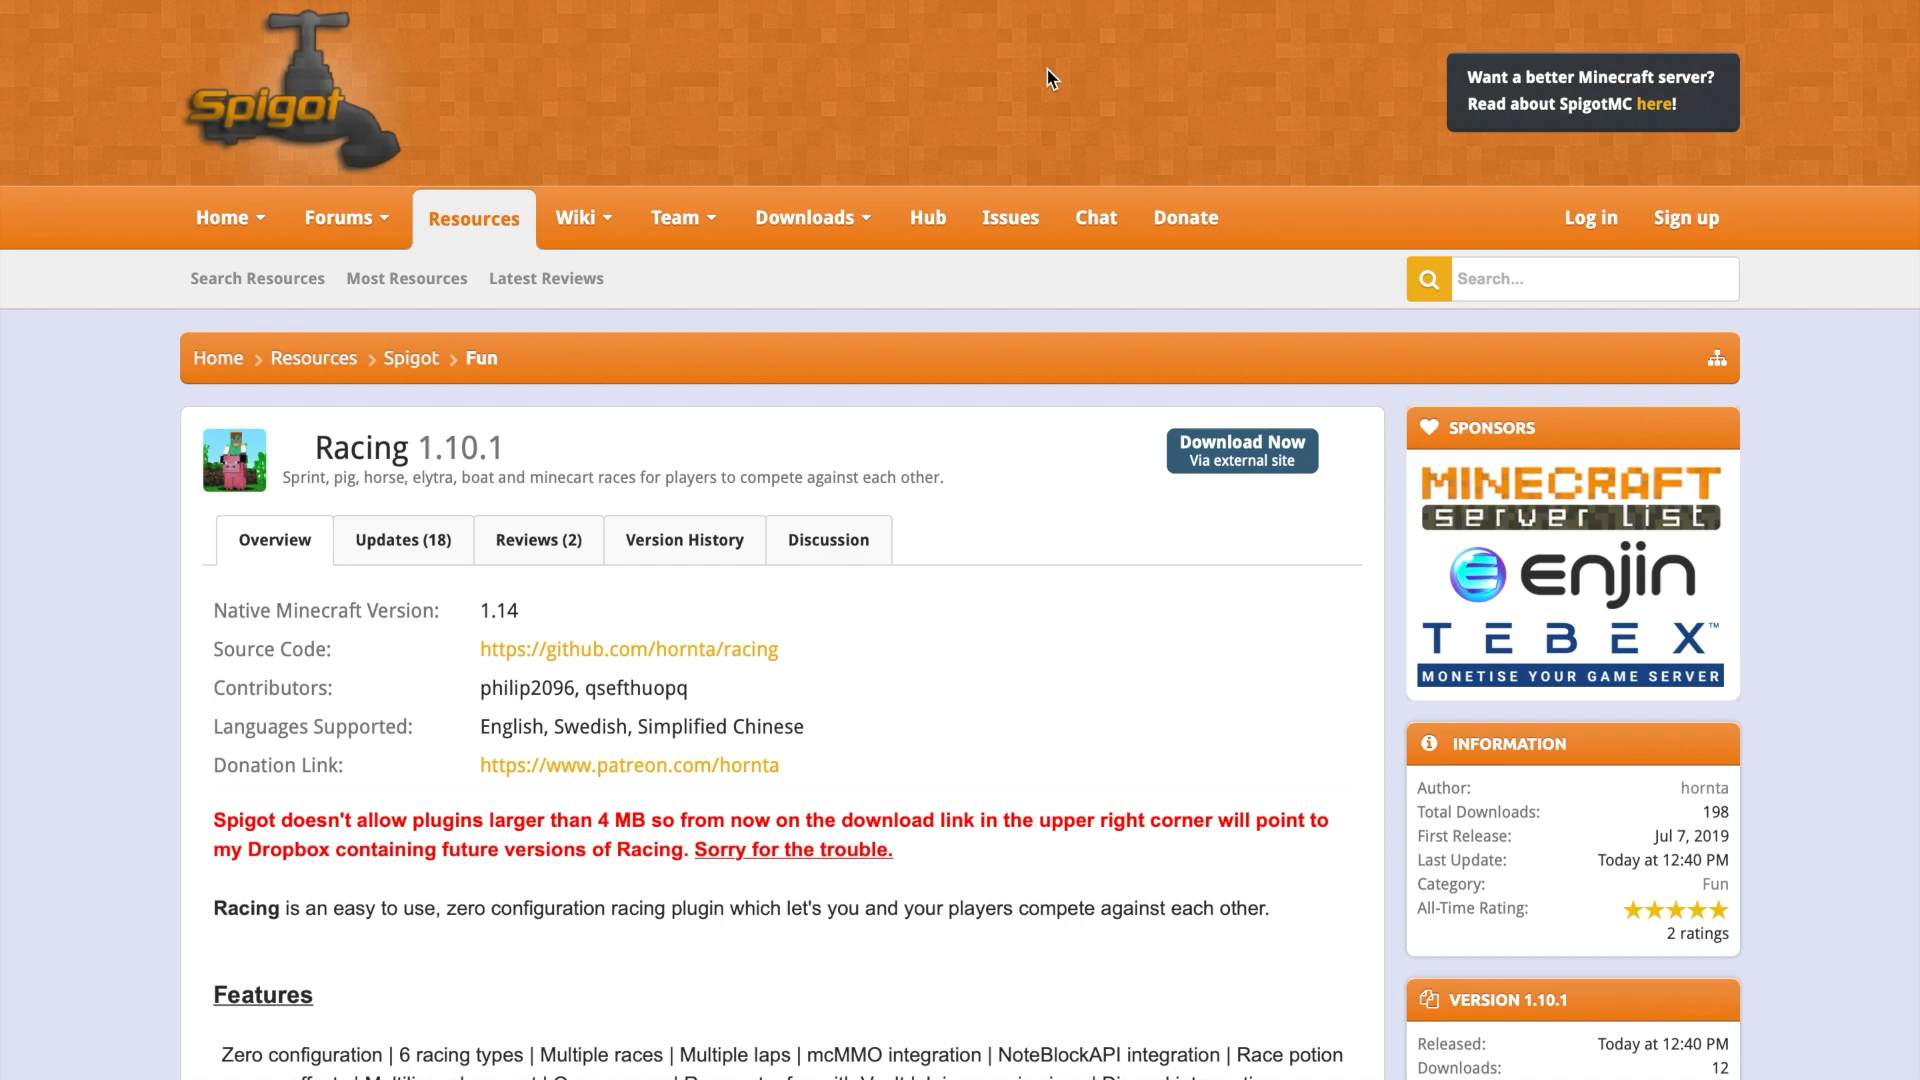 Spigot
Want a better Minecraft server?
Read about SpigotMC here!
Home Forums Resources Wiki Team Downloads Hub Issues Chat Donate Log in Sign up
Search Resources Most Resources Latest Reviews Search...
Home Resources Spigot Fun
Racing 1.10.1
Sprint, pig, horse, elytra, boat and minecart races for players to compete against each other.
Download Now
Via external site
Overview Updates (18) Reviews (2) Version History Discussion
Native Minecraft Version: 1.14
Source Code: https://github.com/hornta/racing
Contributors: philip2096, qsefthuopq
Languages Supported: English, Swedish, Simplified Chinese
Donation Link: https://www.patreon.com/hornta
Spigot doesn't allow plugins larger than 4 MB so from now on the download link in the upper right corner will point to
my Dropbox containing future versions of Racing. Sorry for the trouble.
Racing is an easy to use, zero configuration racing plugin which let's you and your players compete against each other.
Features
Zero configuration | 6 racing types | Multiple races | Multiple laps | mcMMO integration | NoteBlockAPI integration | Race potion
SPONSORS
MINECRAFT
server list
enjin
TEBEX™
MONETISE YOUR GAME SERVER
INFORMATION
Author: hornta
Total Downloads: 198
First Release: Jul 7, 2019
Last Update: Today at 12:40 PM
Category: Fun
All-Time Rating:
2 ratings
VERSION 1.10.1
Released: Today at 12:40 PM
Downloads: 12